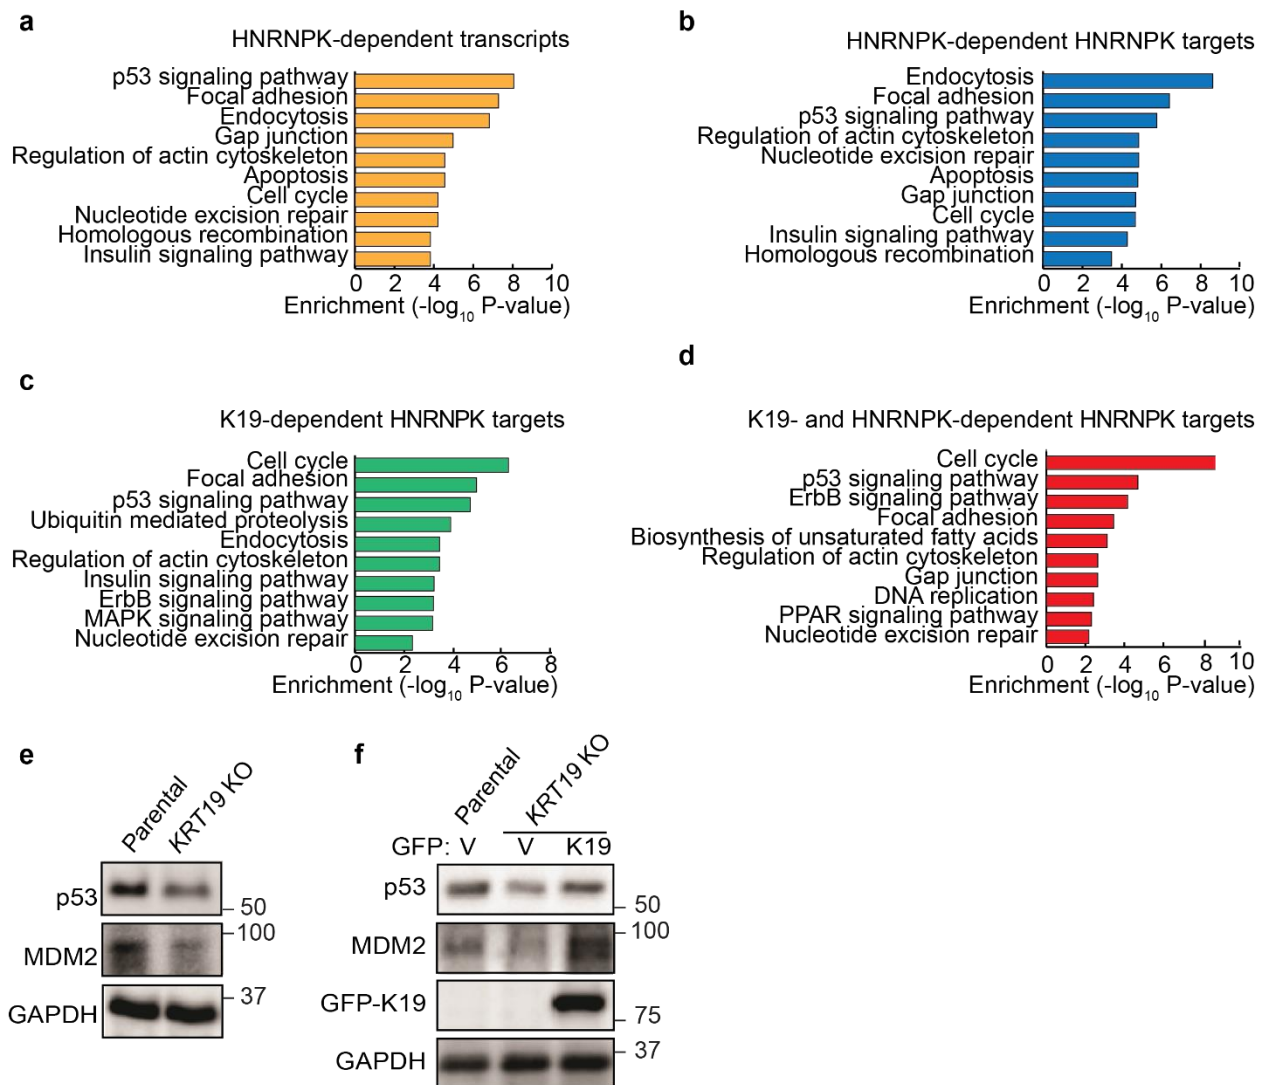 a
HNRNPK-dependent transcripts
p53 signaling pathway
Focal adhesion
Endocytosis
Gap junction
Regulation of actin cytoskeleton
Apoptosis
Cell cycle
Nucleotide excision repair
Homologous recombination
Insulin signaling pathway
0 2 4 6 8 10
Enrichment (-log10 P-value)
b
HNRNPK-dependent HNRNPK targets
Endocytosis
Focal adhesion
p53 signaling pathway
Regulation of actin cytoskeleton
Nucleotide excision repair
Apoptosis
Gap junction
Cell cycle
Insulin signaling pathway
Homologous recombination
0 2 4 6 8 10
Enrichment (-log10 P-value)
c
K19-dependent HNRNPK targets
Cell cycle
Focal adhesion
p53 signaling pathway
Ubiquitin mediated proteolysis
Endocytosis
Regulation of actin cytoskeleton
Insulin signaling pathway
ErbB signaling pathway
MAPK signaling pathway
Nucleotide excision repair
0 2 4 6 8
Enrichment (-log10 P-value)
d
K19- and HNRNPK-dependent HNRNPK targets
Cell cycle
p53 signaling pathway
ErbB signaling pathway
Focal adhesion
Biosynthesis of unsaturated fatty acids
Regulation of actin cytoskeleton
Gap junction
DNA replication
PPAR signaling pathway
Nucleotide excision repair
0 2 4 6 8 10
Enrichment (-log10 P-value)
e
Parental
KRT19 KO
p53
50
100
MDM2
37
GAPDH
f
Parental
KRT19 KO
GFP: V V K19
p53
50
100
MDM2
GFP-K19
75
37
GAPDH